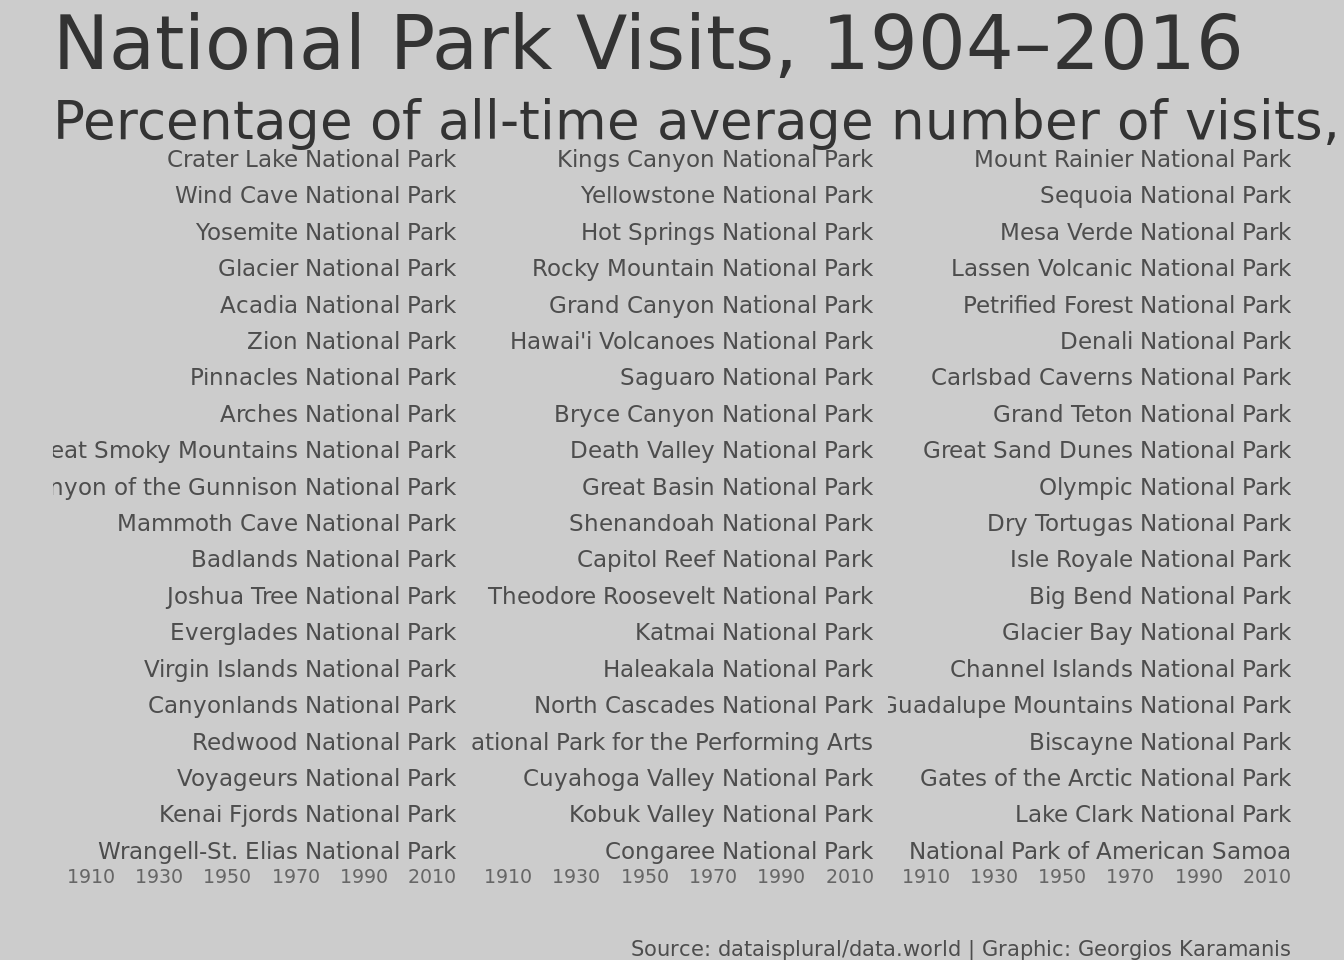 National Park Visits, 1904–2016
Percentage of all-time average number of visits,
Crater Lake National Park Kings Canyon National Park Mount Rainier National Park
Wind Cave National Park Yellowstone National Park Sequoia National Park
Yosemite National Park Hot Springs National Park Mesa Verde National Park
Glacier National Park Rocky Mountain National Park Lassen Volcanic National Park
Acadia National Park Grand Canyon National Park Petrified Forest National Park
Zion National Park Hawai'i Volcanoes National Park Denali National Park
Pinnacles National Park Saguaro National Park Carlsbad Caverns National Park
Arches National Park Bryce Canyon National Park Grand Teton National Park
eat Smoky Mountains National Park Death Valley National Park Great Sand Dunes National Park
nyon of the Gunnison National Park Great Basin National Park Olympic National Park
Mammoth Cave National Park Shenandoah National Park Dry Tortugas National Park
Badlands National Park Capitol Reef National Park Isle Royale National Park
Joshua Tree National Park Theodore Roosevelt National Park Big Bend National Park
Everglades National Park Katmai National Park Glacier Bay National Park
Virgin Islands National Park Haleakala National Park Channel Islands National Park
Canyonlands National Park North Cascades National Park Guadalupe Mountains National Park
Redwood National Park ational Park for the Performing Arts Biscayne National Park
Voyageurs National Park Cuyahoga Valley National Park Gates of the Arctic National Park
Kenai Fjords National Park Kobuk Valley National Park Lake Clark National Park
Wrangell-St. Elias National Park Congaree National Park National Park of American Samoa
1910 1930 1950 1970 1990 2010 1910 1930 1950 1970 1990 2010 1910 1930 1950 1970 1990 2010
Source: dataisplural/data.world | Graphic: Georgios Karamanis